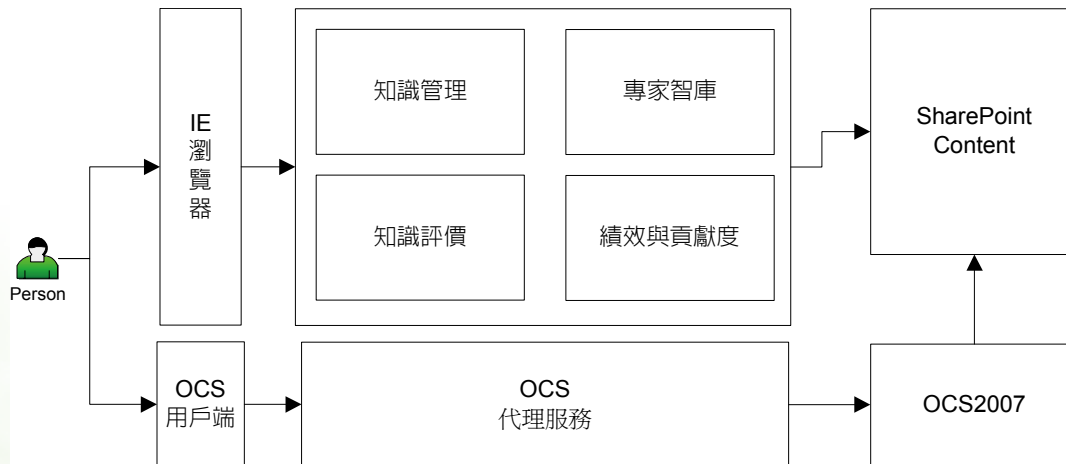 Person
IE
瀏
覽
器
知識管理
專家智庫
知識評價
績效與貢獻度
SharePoint
Content
OCS
用戶端
OCS
代理服務
OCS2007